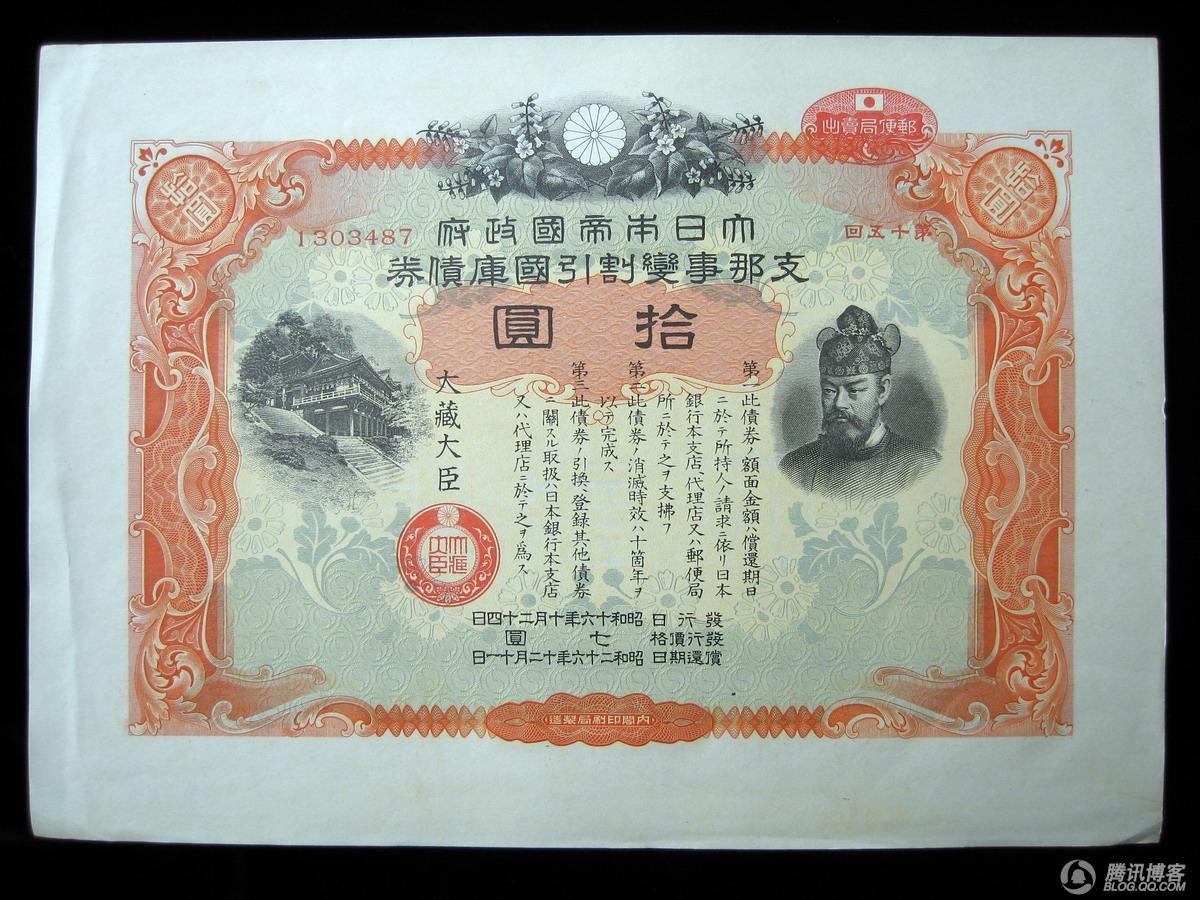 郵便局賣出
拾圓
拾圓
大日本帝國政府
第十五回
1303487
支那事變割引國庫債券
拾圓
第一 此債券ノ額面金額ハ償還期日
ニ於テ所持人ノ請求ニ依リ日本
銀行本支店、代理店又ハ郵便局
所ニ於テ之ヲ支拂フ
第二 此債券ノ消滅時效ハ十箇年ヲ
以テ完成ス
第三 此債券ノ引換、登錄其他債券
ニ關スル取扱ハ日本銀行本支店
又ハ代理店ニ於テ之ヲ爲ス
大藏大臣
大藏大臣
發行日 昭和十六年十月二十四日
發行價格 七圓
償還期日 昭和二十六年十二月十一日
內閣印刷局製造
腾讯博客
BLOG.QQ.COM